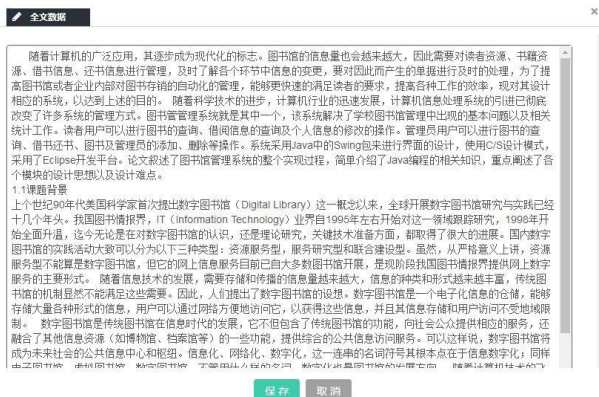 全文数据
随着计算机的广泛应用，其逐步成为现代化的标志。图书馆的信息量也会越来越大，因此需要对读者资源、书籍资
源、借书信息、还书信息进行管理，及时了解各个环节中信息的变更，要对因此而产生的单据进行及时的处理，为了提
高图书馆或者企业内部对图书存销的自动化的管理，能够更快速的满足读者的要求，提高各种工作的效率，现对其设计
相应的系统，以达到上述的目的。 随着科学技术的进步，计算机行业的迅速发展，计算机信息处理系统的引进已彻底
改变了许多系统的管理方式。图书管管理系统就是其中一个，该系统解决了学校图书馆管理中出现的基本问题以及相关
统计工作。读者用户可以进行图书的查询、借阅信息的查询及个人信息的修改的操作。管理员用户可以进行图书的查
询、借书还书、图书及管理员的添加、删除等操作。系统采用Java中的Swing包来进行界面的设计，使用C/S设计模式，
采用了Eclipse开发平台。论文叙述了图书馆管理系统的整个实现过程，简单介绍了Java编程的相关知识，重点阐述了各
个模块的设计思想以及设计难点。
1.1课题背景
上个世纪90年代美国科学家首次提出数字图书馆（Digital Library）这一概念以来，全球开展数字图书馆研究与实践已经
十几个年头。我国图书情报界，IT（Information Technology）业界自1995年左右开始对这一领域跟踪研究，1998年开
始全面升温，迄今无论是在对数字图书馆的认识，还是理论研究，关键技术准备方面，都取得了很大的进展。国内数字
图书馆的实践活动大致可以分为以下三种类型：资源服务型，服务研究型和联合建设型。虽然，从严格意义上讲，资源
服务型不能算是数字图书馆，但它的网上信息服务目前已自大多数图书馆开展，是现阶段我国图书情报界提供网上数字
服务的主要形式。 随着信息技术的发展，需要存储和传播的信息量越来越大，信息的种类和形式越来越丰富，传统图
书馆的机制显然不能满足这些需要。因此，人们提出了数字图书馆的设想。数字图书馆是一个电子化信息的仓储，能够
存储大量各种形式的信息，用户可以通过网络方便地访问它，以获得这些信息，并且其信息存储和用户访问不受地域限
制。 数字图书馆是传统图书馆在信息时代的发展，它不但包含了传统图书馆的功能，向社会公众提供相应的服务，还
融合了其他信息资源（如博物馆、档案馆等）的一些功能，提供综合的公共信息访问服务。可以这样说，数字图书馆将
成为未来社会的公共信息中心和枢纽。信息化、网络化、数字化，这一连串的名词符号其根本点在于信息数字化；同样
电子图书馆、虚拟图书馆、数字图书馆，不管用什么样的名词，数字化也是图书馆的发展方向。 随着计算机技术的飞
保存 取消